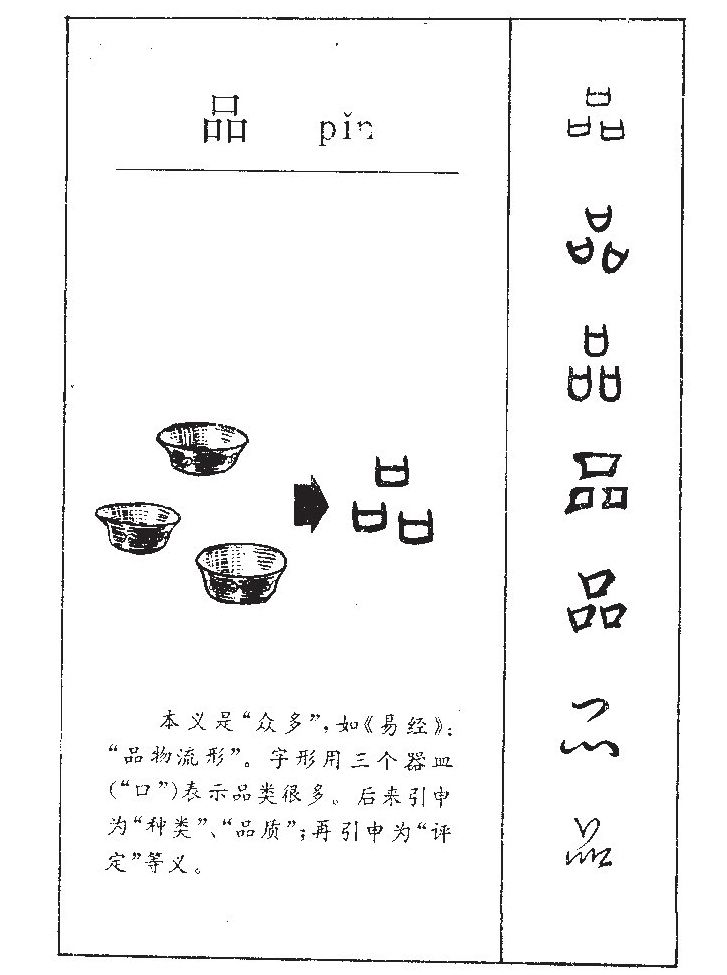 品 pǐn
本义是“众多”,如《易经》:
“品物流形”。字形用三个器皿
(“口”)表示品类很多。后来引申
为“种类”、“品质”;再引申为“评
定”等义。
品
品
品
品
品
品
品
品